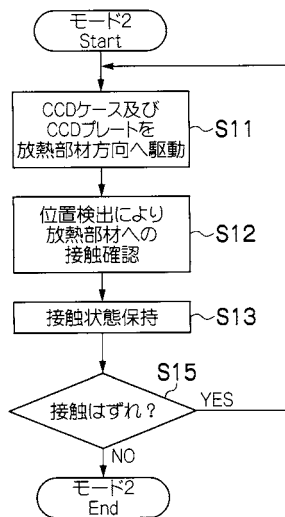 モード2
Start
CCDケース及び
CCDプレートを
放熱部材方向へ駆動
S11
位置検出により
放熱部材への
接触確認
S12
接触状態保持
S13
S15
接触はずれ?
YES
NO
モード2
End